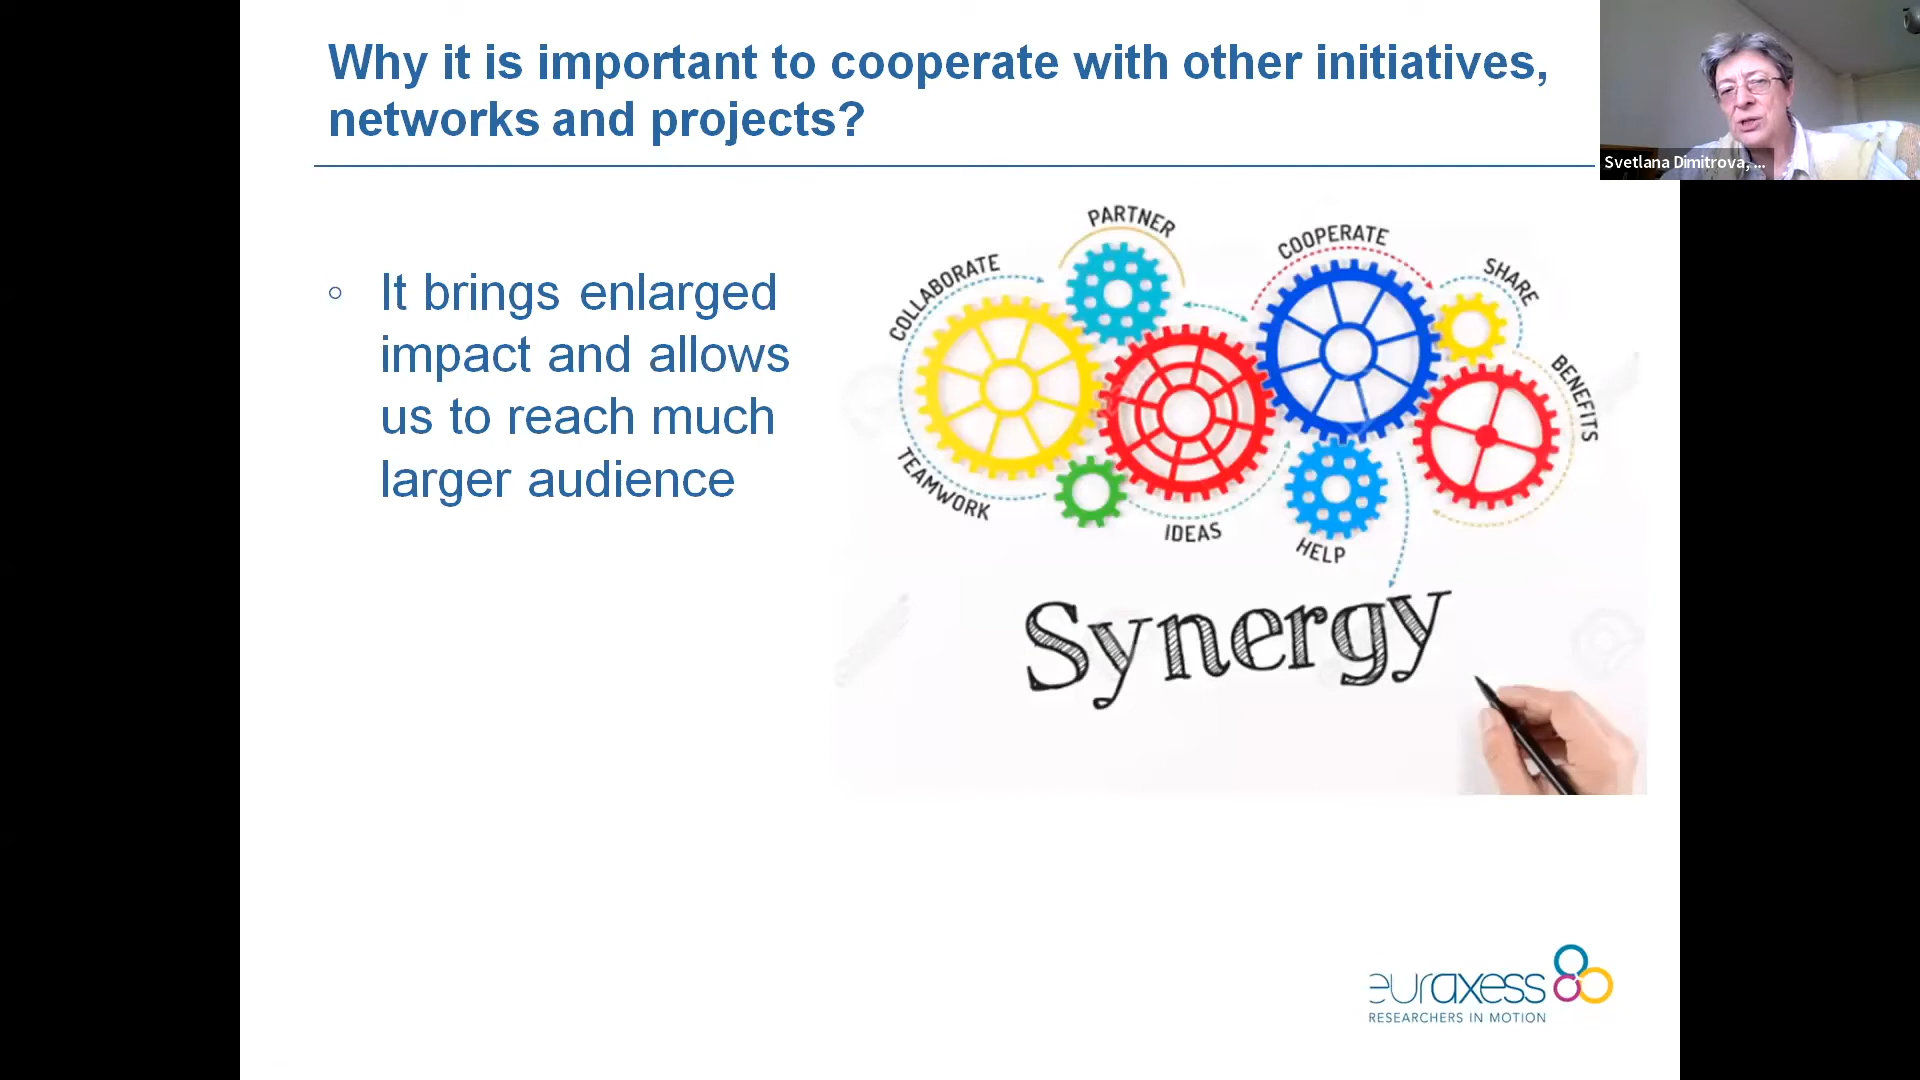 Why it is important to cooperate with other initiatives,
networks and projects?
Svetlana Dimitrova, ...
It brings enlarged
impact and allows
us to reach much
larger audience
COLLABORATE
PARTNER
COOPERATE
SHARE
BENEFITS
TEAMWORK
IDEAS
HELP
Synergy
euraxess
RESEARCHERS IN MOTION